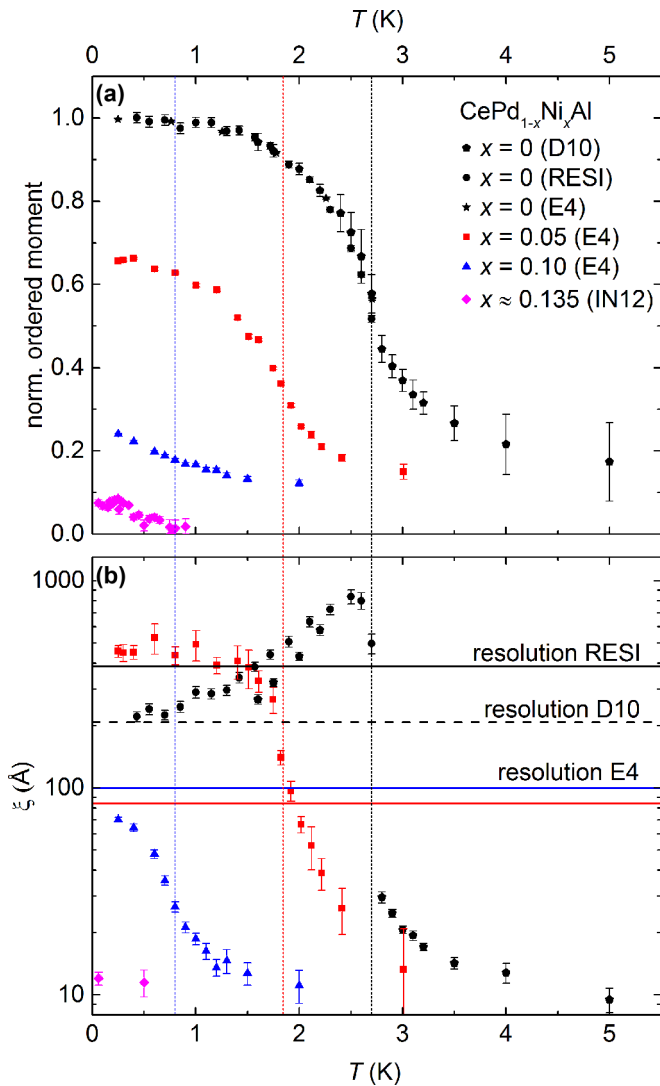 T (K)
0 1 2 3 4 5
(a)
CePd1-xNixAl
x = 0 (D10)
x = 0 (RESI)
x = 0 (E4)
x = 0.05 (E4)
x = 0.10 (E4)
x ≈ 0.135 (IN12)
norm. ordered moment
1.0
0.8
0.6
0.4
0.2
0.0
(b)
1000
resolution RESI
resolution D10
resolution E4
100
ξ (Å)
10
0 1 2 3 4 5
T (K)